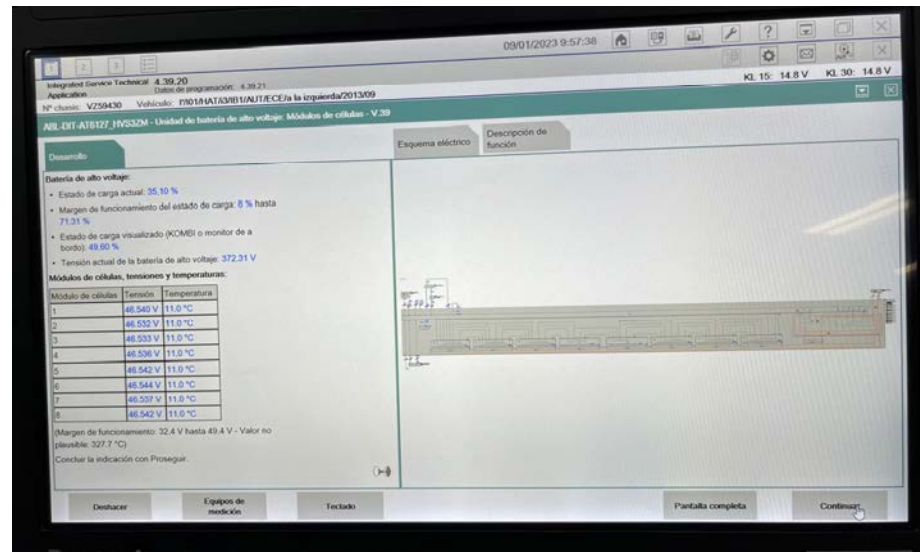 09/01/2023 9:57:38
1 2 3
Integrated Service Technical Application 4.39.20
Datos de programación: 4.39.21
KL 15: 14.8 V KL 30: 14.8 V
Nº chasis: VZ59430 Vehículo: I'/I01/HAT/I3/IB1/AUT/ECE/a la izquierda/2013/09
ABL-DIT-AT6127_HVS3ZM - Unidad de batería de alto voltaje: Módulos de células - V.39
Desarrollo
Esquema eléctrico
Descripción de función
Batería de alto voltaje:
• Estado de carga actual: 35,10 %
• Margen de funcionamiento del estado de carga: 8 % hasta
71.31 %
• Estado de carga visualizado (KOMBI o monitor de a
bordo): 49,60 %
• Tensión actual de la batería de alto voltaje: 372.31 V
Módulos de células, tensiones y temperaturas:
Módulo de células Tensión Temperatura
1 46.540 V 11.0 °C
2 46.532 V 11.0 °C
3 46.533 V 11.0 °C
4 46.536 V 11.0 °C
5 46.542 V 11.0 °C
6 46.544 V 11.0 °C
7 46.537 V 11.0 °C
8 46.542 V 11.0 °C
(Margen de funcionamiento: 32.4 V hasta 49.4 V - Valor no
plausible: 327.7 °C)
Concluir la indicación con Proseguir.
Deshacer
Equipos de
medición
Teclado
Pantalla completa
Continuar